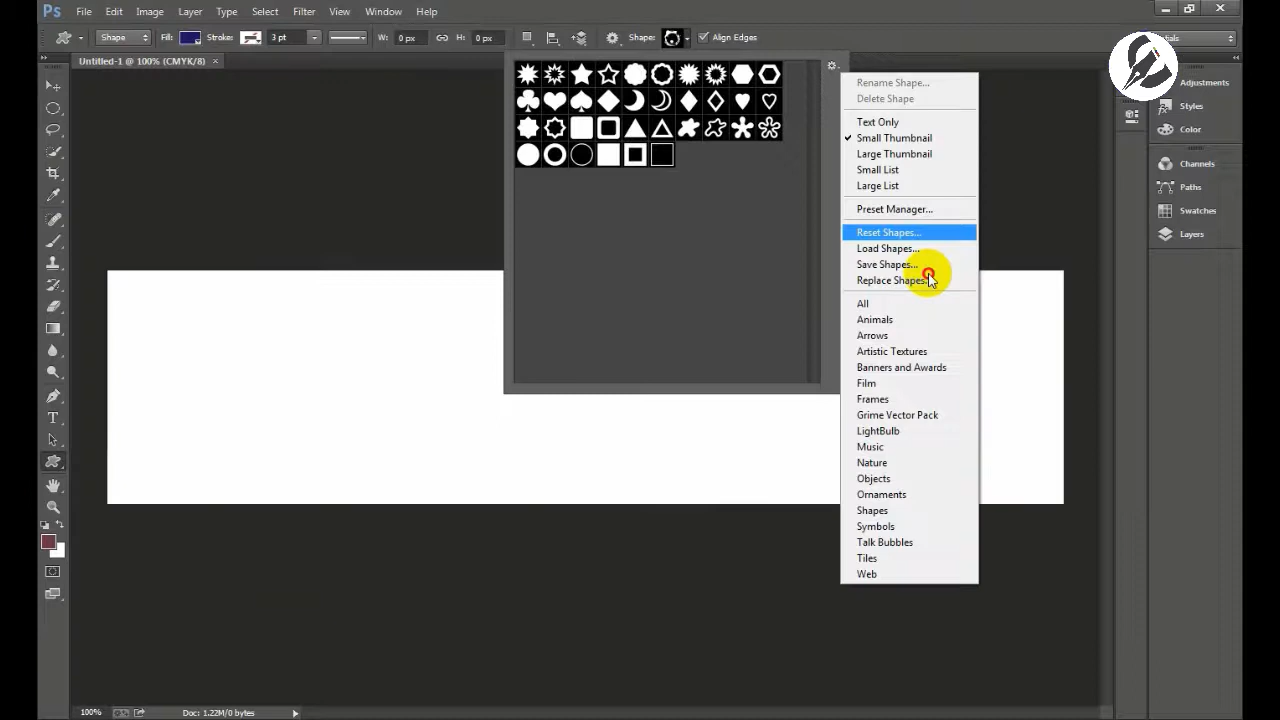 Ps File Edit Image Layer Type Select Filter View Window Help
Shape Fill: Stroke: 3 pt W: 0 px H: 0 px Shape: Align Edges
Untitled-1 @ 100% (CMYK/8) ×
Rename Shape...
Delete Shape
Text Only
Small Thumbnail
Large Thumbnail
Small List
Large List
Preset Manager...
Reset Shapes...
Load Shapes...
Save Shapes...
Replace Shapes...
All
Animals
Arrows
Artistic Textures
Banners and Awards
Film
Frames
Grime Vector Pack
LightBulb
Music
Nature
Objects
Ornaments
Shapes
Symbols
Talk Bubbles
Tiles
Web
Adjustments
Styles
Color
Channels
Paths
Swatches
Layers
100% Doc: 1.22M/0 bytes